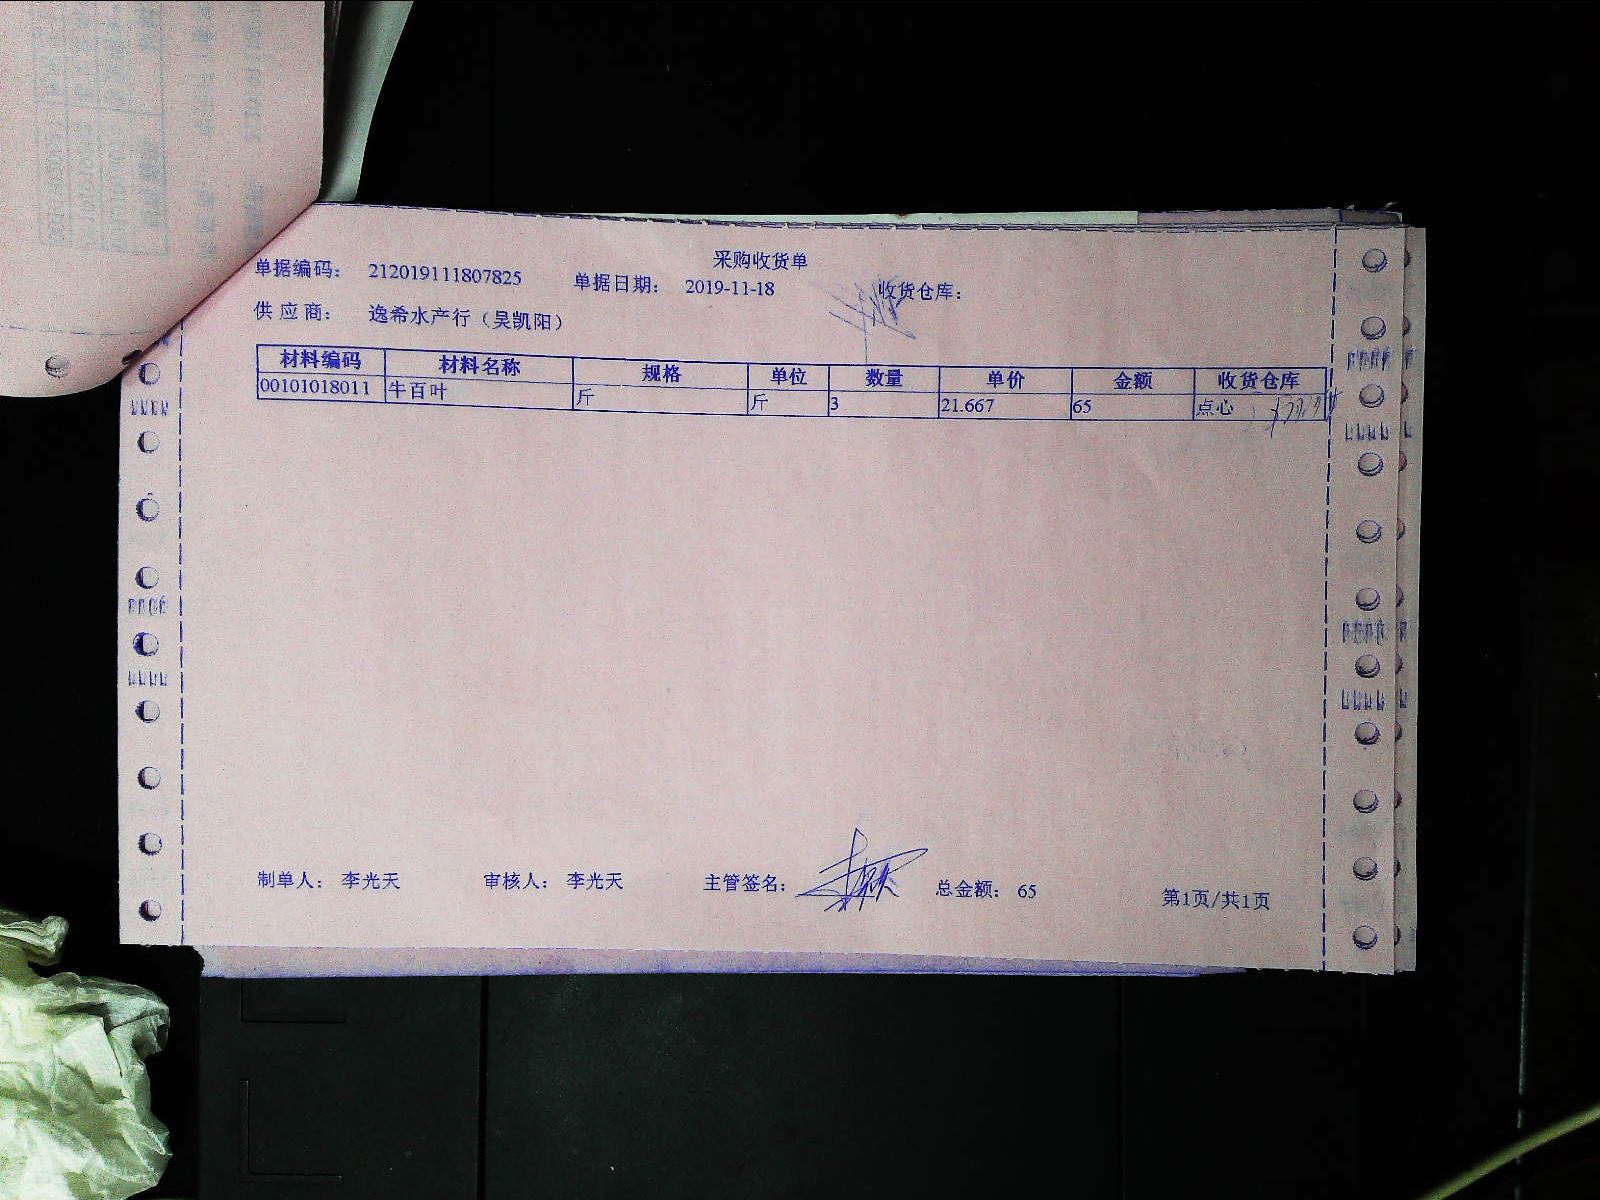 采购收货单
单据编码： 212019111807825 单据日期： 2019-11-18 收货仓库：
供应商： 逸希水产行（吴凯阳）
材料编码 材料名称 规格 单位 数量 单价 金额 收货仓库
00101018011 牛百叶 斤 斤 3 21.667 65 点心
制单人： 李光天 审核人： 李光天 主管签名： 总金额： 65 第1页/共1页